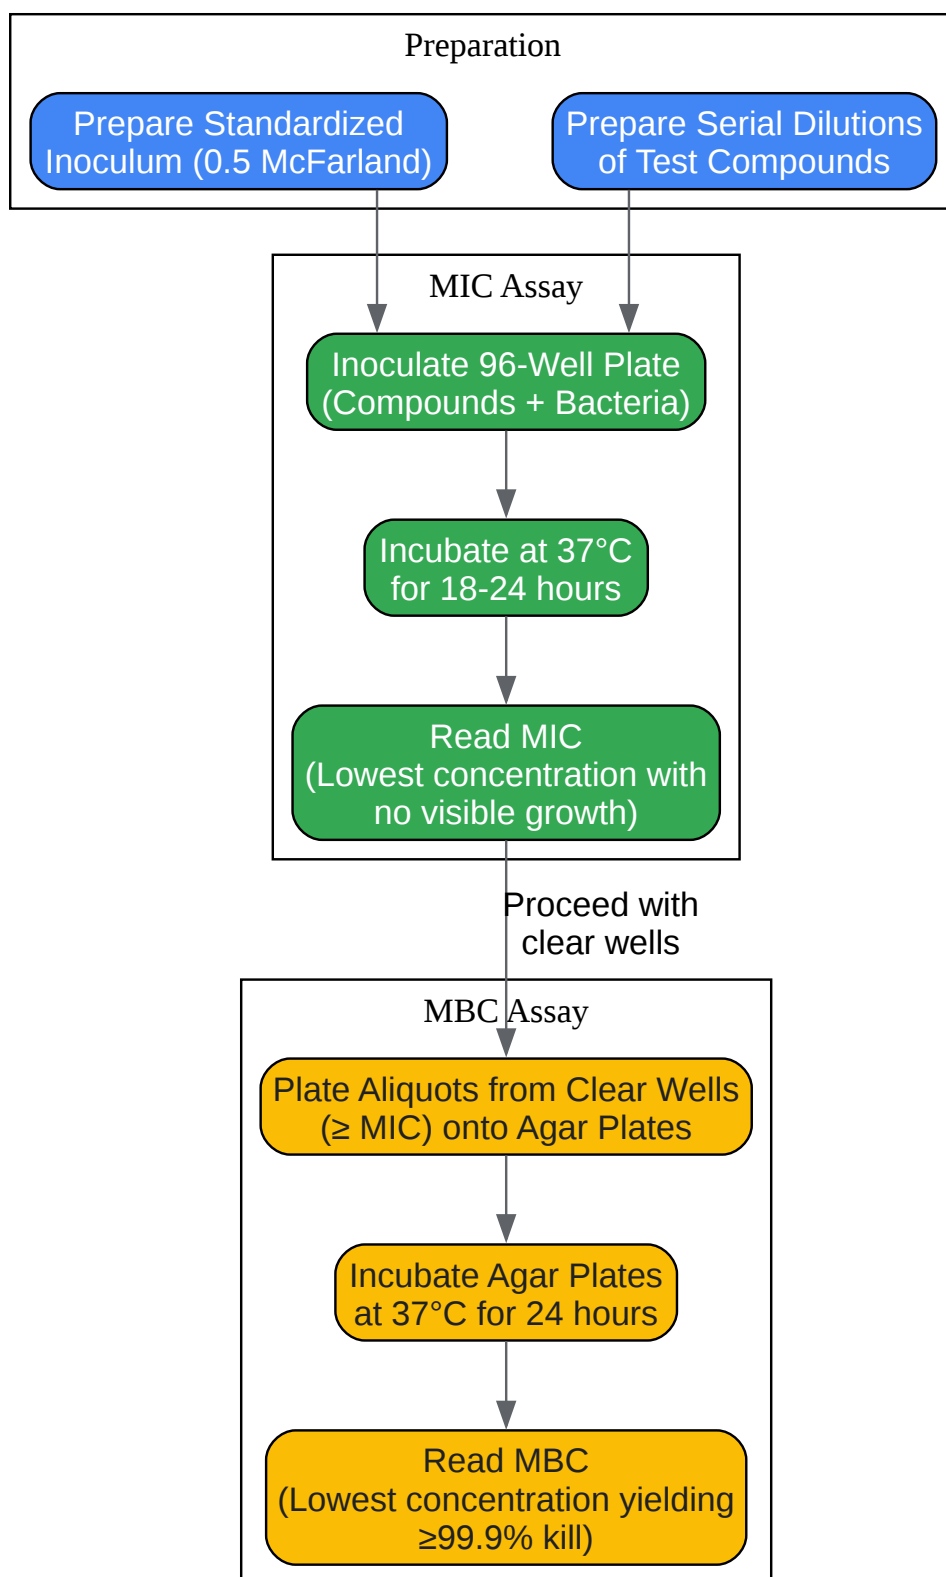 Preparation
Prepare Standardized
Inoculum (0.5 McFarland)
Prepare Serial Dilutions
of Test Compounds
MIC Assay
Inoculate 96-Well Plate
(Compounds + Bacteria)
Incubate at 37°C
for 18-24 hours
Read MIC
(Lowest concentration with
no visible growth)
Proceed with
clear wells
MBC Assay
Plate Aliquots from Clear Wells
(≥ MIC) onto Agar Plates
Incubate Agar Plates
at 37°C for 24 hours
Read MBC
(Lowest concentration yielding
≥99.9% kill)